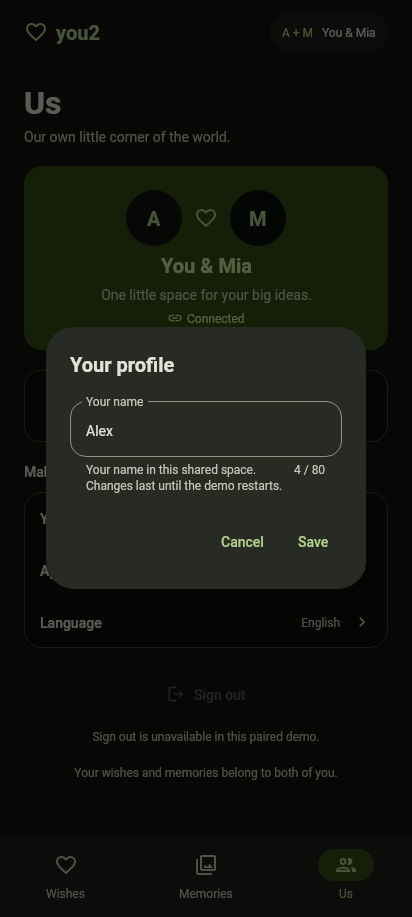 you2
A + M You & Mia
Us
Our own little corner of the world.
A M
You & Mia
One little space for your big ideas.
Connected
Your profile
Your name
Alex
Your name in this shared space. 4 / 80
Changes last until the demo restarts.
Cancel Save
Language English
Sign out
Sign out is unavailable in this paired demo.
Your wishes and memories belong to both of you.
Wishes Memories Us